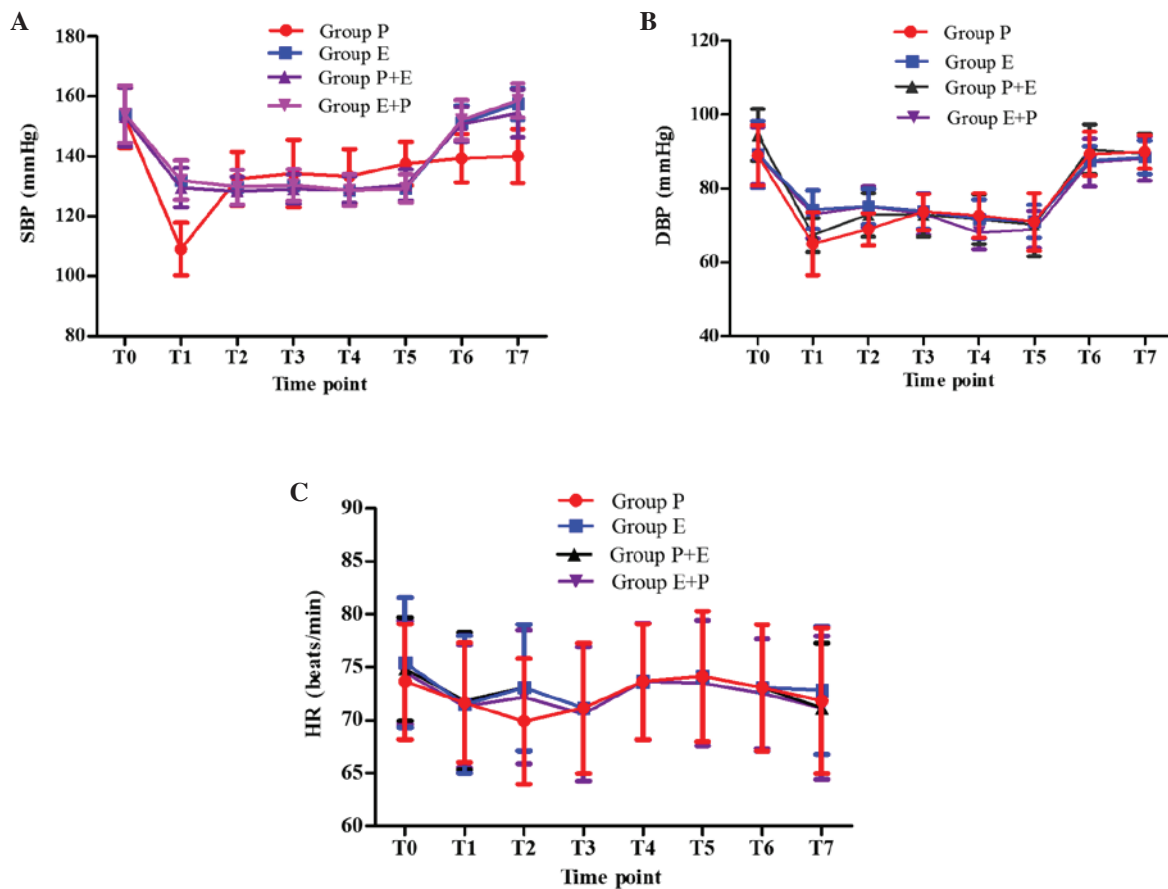 A
180
160
140
120
100
80
SBP (mmHg)
Group P
Group E
Group P+E
Group E+P
T0 T1 T2 T3 T4 T5 T6 T7
Time point
B
120
100
80
60
40
DBP (mmHg)
Group P
Group E
Group P+E
Group E+P
T0 T1 T2 T3 T4 T5 T6 T7
Time point
C
90
85
80
75
70
65
60
HR (beats/min)
Group P
Group E
Group P+E
Group E+P
T0 T1 T2 T3 T4 T5 T6 T7
Time point